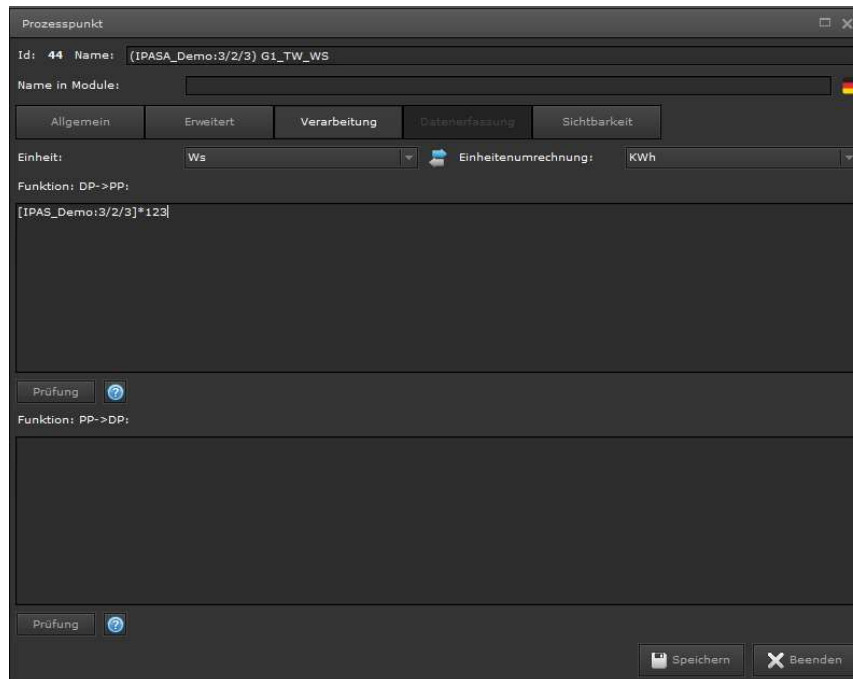 Prozesspunkt
Id: 44 Name: (IPASA_Demo:3/2/3) G1_TW_WS
Name in Module:
Allgemein Erweitert Verarbeitung Datenerfassung Sichtbarkeit
Einheit: Ws Einheitenumrechnung: KWh
Funktion: DP->PP:
[IPAS_Demo:3/2/3]*123
Prüfung
Funktion: PP->DP:
Prüfung
Speichern Beenden